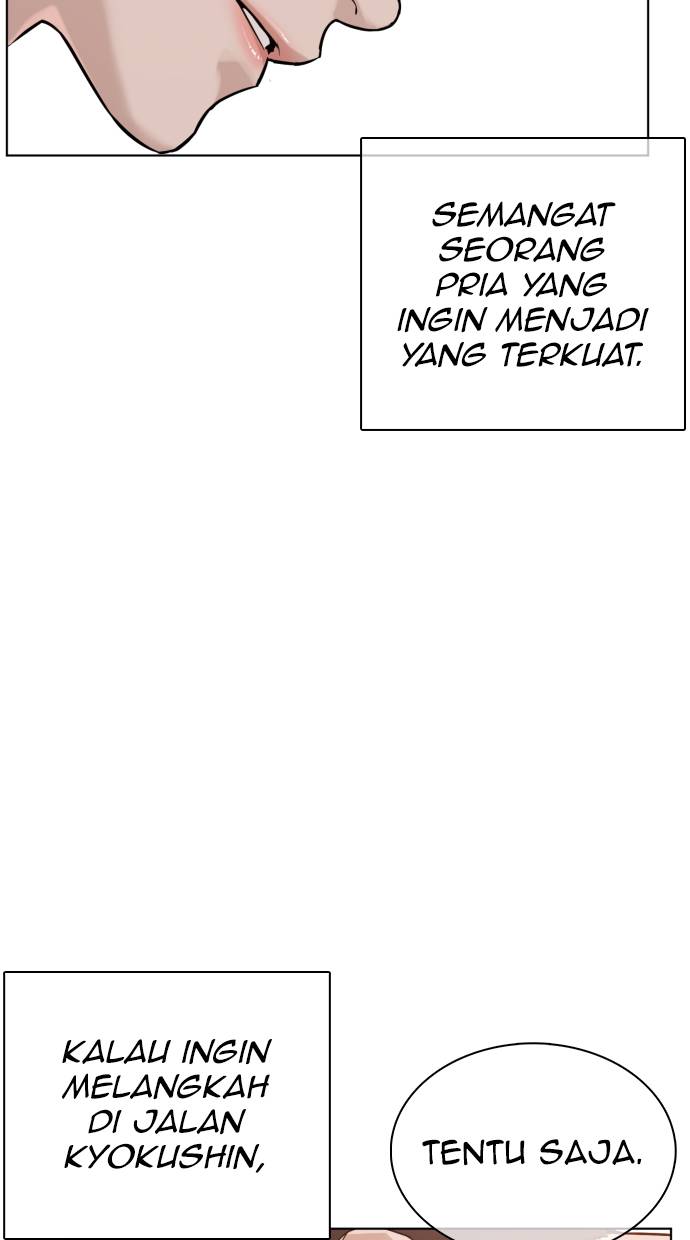 SEMANGAT
SEORANG
PRIA YANG
INGIN MENJADI
YANG TERKUAT.
KALAU INGIN
MELANGKAH
DI JALAN
KYOKUSHIN,
TENTU SAJA.